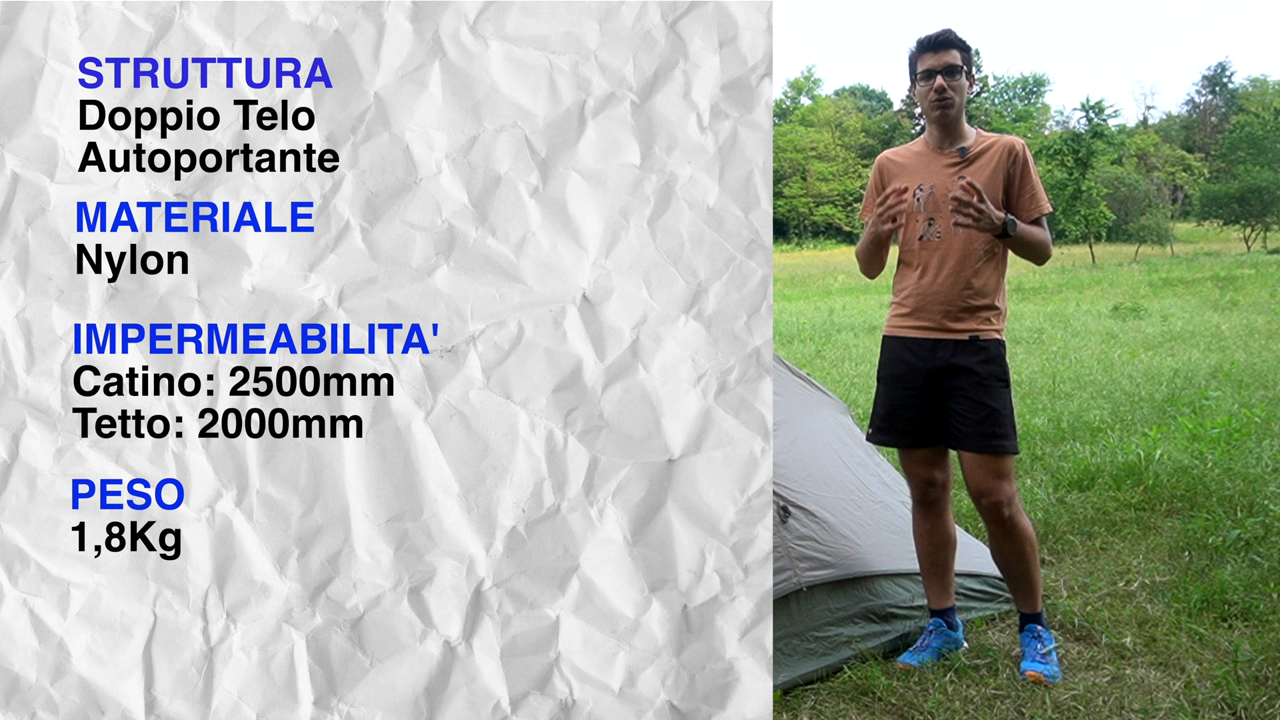 STRUTTURA
Doppio Telo
Autoportante
MATERIALE
Nylon
IMPERMEABILITA'
Catino: 2500mm
Tetto: 2000mm
PESO
1,8Kg